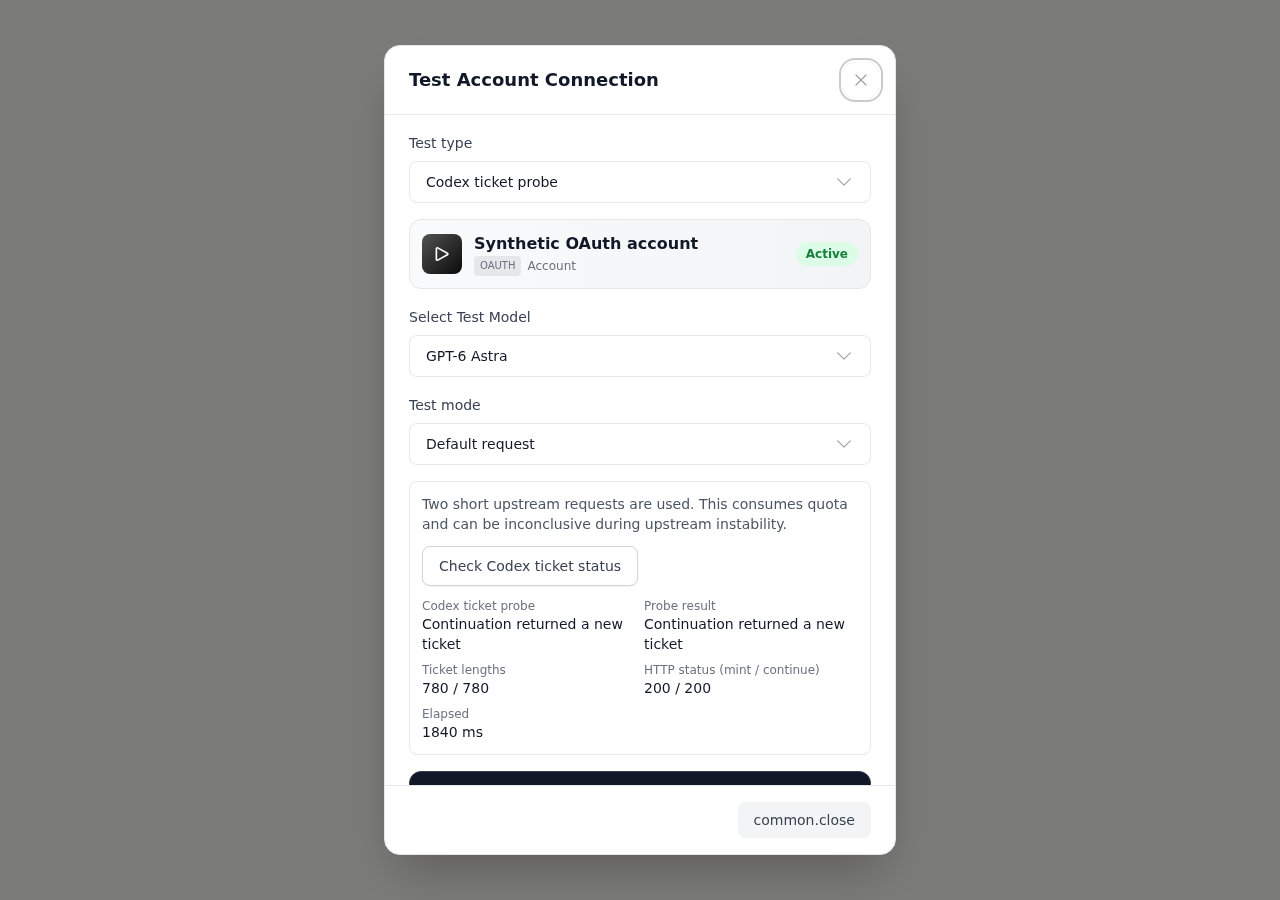 Test Account Connection
Test type
Codex ticket probe
Synthetic OAuth account
OAUTH Account
Active
Select Test Model
GPT-6 Astra
Test mode
Default request
Two short upstream requests are used. This consumes quota
and can be inconclusive during upstream instability.
Check Codex ticket status
Codex ticket probe
Continuation returned a new
ticket
Probe result
Continuation returned a new
ticket
Ticket lengths
780 / 780
HTTP status (mint / continue)
200 / 200
Elapsed
1840 ms
common.close